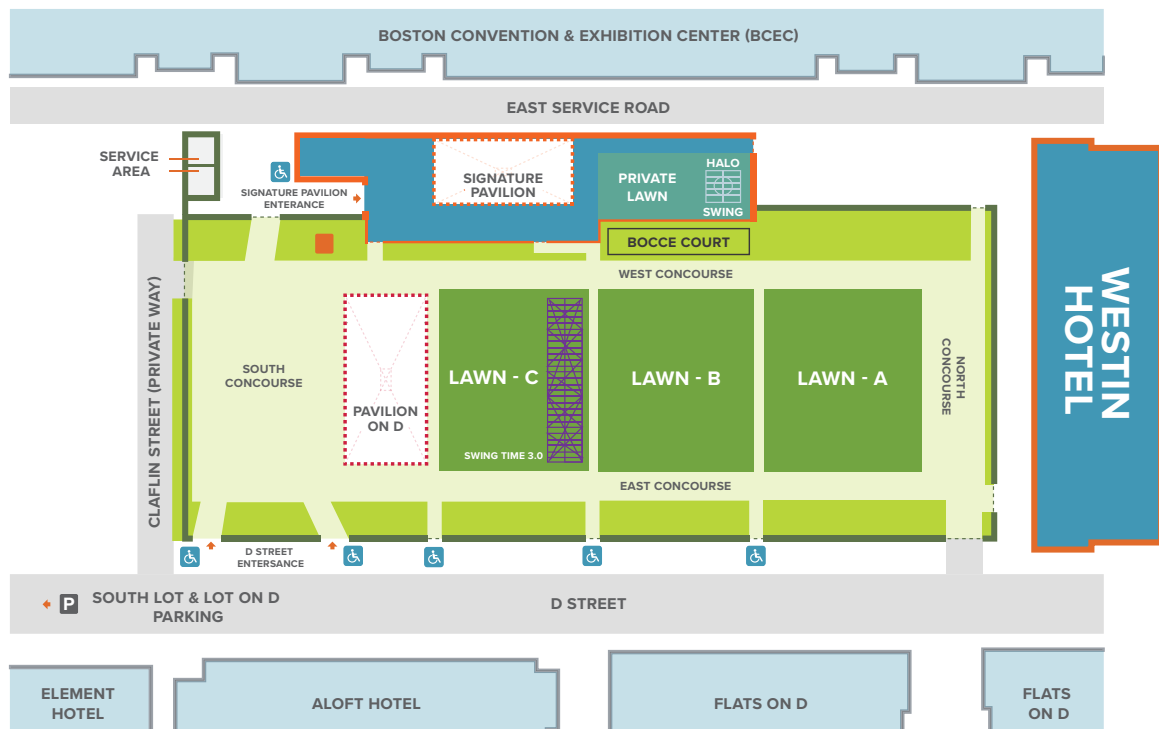 BOSTON CONVENTION & EXHIBITION CENTER (BCEC)
EAST SERVICE ROAD
SERVICE
AREA
SIGNATURE PAVILION
ENTERANCE
SIGNATURE
PAVILION
PRIVATE
LAWN
HALO
SWING
BOCCE COURT
WEST CONCOURSE
CLAFLIN STREET (PRIVATE WAY)
SOUTH
CONCOURSE
PAVILION
ON D
LAWN - C
SWING TIME 3.0
LAWN - B
LAWN - A
NORTH
CONCOURSE
WESTIN
HOTEL
EAST CONCOURSE
D STREET
ENTERSANCE
P
SOUTH LOT & LOT ON D
PARKING
D STREET
ELEMENT
HOTEL
ALOFT HOTEL
FLATS ON D
FLATS
ON D